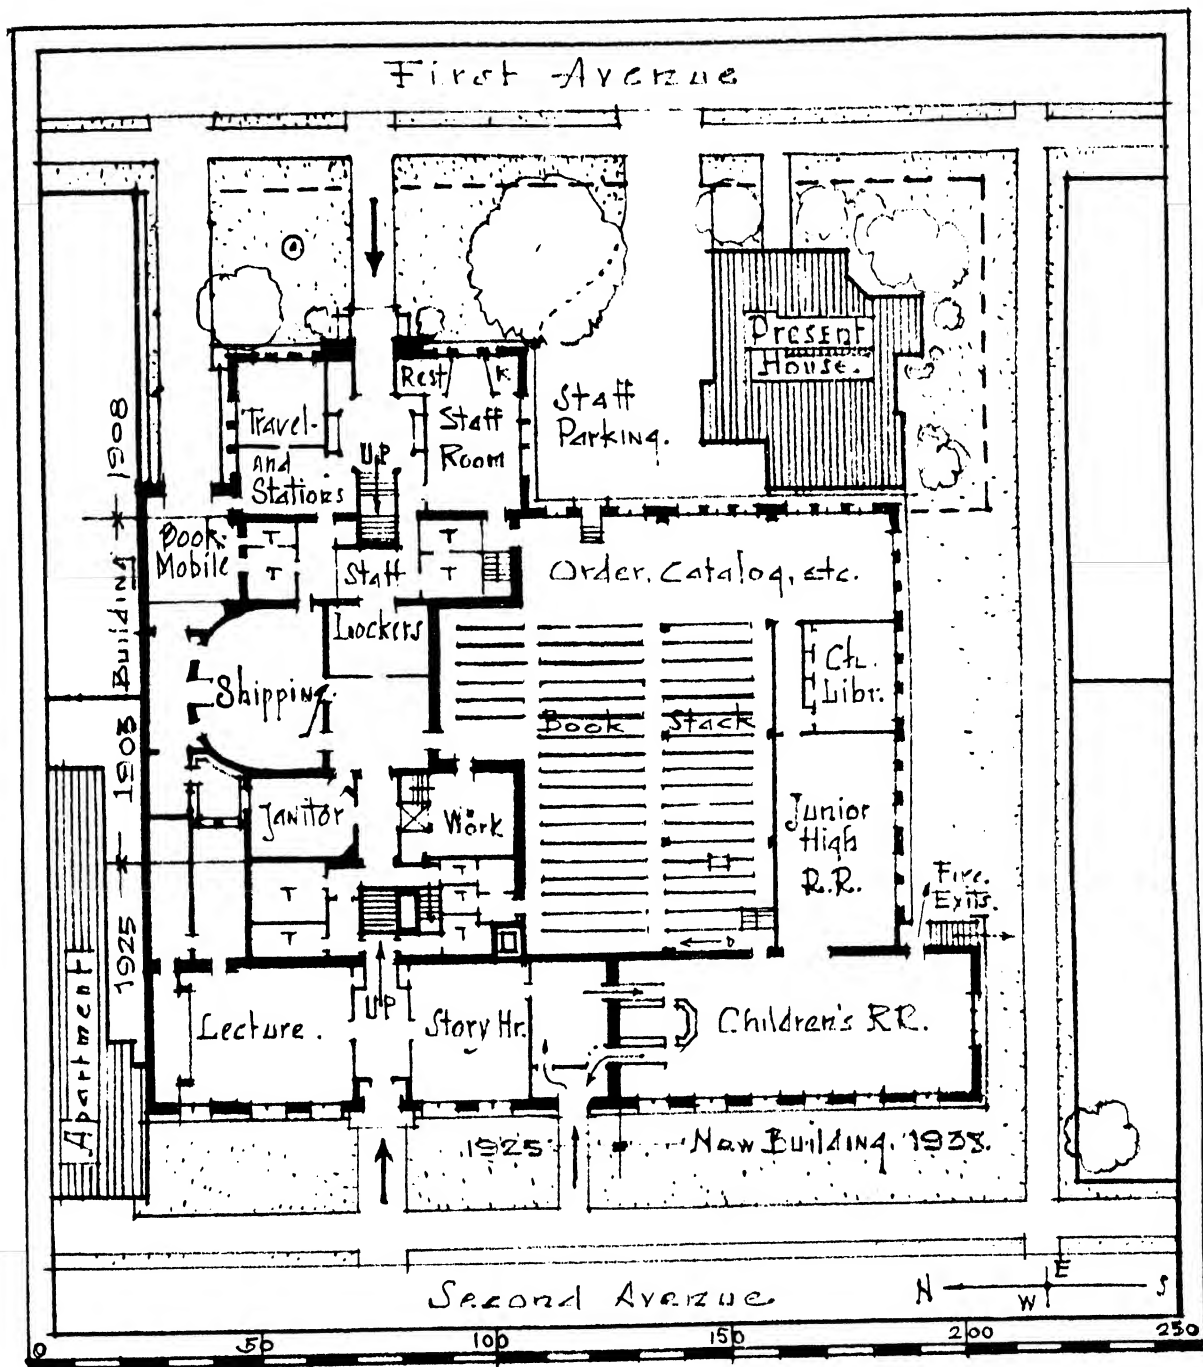 First Avenue
Present
House.
Rest
K
Travel-
and
Stations
Staff
Room
Staff
Parking.
UP
Building 1908
Book
Mobile
T
T
Staff
Lockers
T
T
Order, Catalog, etc.
Shipping.
Book Stack
Ch.
Libr.
1903
Janitor
Work
Junior
High
R.R.
Fire
Exits.
T
T
T
T
T
D
1925
Apartment
Lecture.
UP
Story Hr.
Children's R.R.
1925
New Building. 1938.
Second Avenue
N
E
W
S
0 50 100 150 200 250